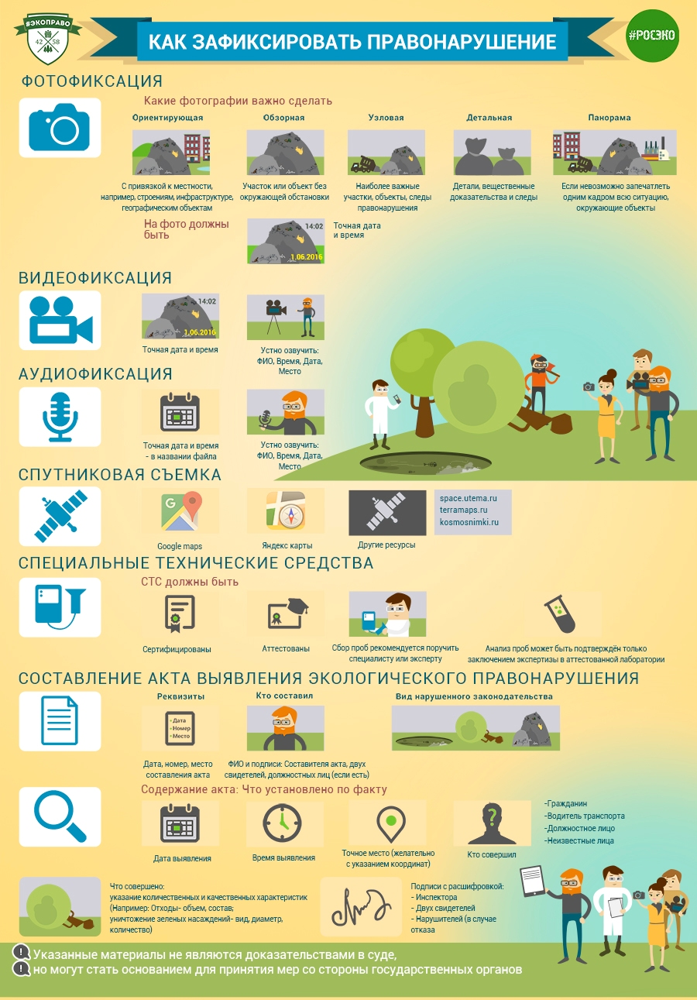 #ЭКОПРАВО
42 58
КАК ЗАФИКСИРОВАТЬ ПРАВОНАРУШЕНИЕ
#РОСЭКО
ФОТОФИКСАЦИЯ
Какие фотографии важно сделать
Ориентирующая
Обзорная
Узловая
Детальная
Панорама
С привязкой к местности,
например, строениям, инфраструктуре,
географическим объектам
Участок или объект без
окружающей обстановки
Наиболее важные
участки, объекты, следы
правонарушения
Детали, вещественные
доказательства и следы
Если невозможно запечатлеть
одним кадром всю ситуацию,
окружающие объекты
На фото должны
быть
14:02
1.06.2016
Точная дата
и время
ВИДЕОФИКСАЦИЯ
14:02
1.06.2016
Точная дата и время
Устно озвучить:
ФИО, Время, Дата,
Место
АУДИОФИКСАЦИЯ
Точная дата и время
- в названии файла
Устно озвучить:
ФИО, Время, Дата,
Место
СПУТНИКОВАЯ СЪЕМКА
G
Google maps
Яндекс карты
Другие ресурсы
space.utema.ru
terramaps.ru
kosmosnimki.ru
СПЕЦИАЛЬНЫЕ ТЕХНИЧЕСКИЕ СРЕДСТВА
СТС должны быть
Сертифицированы
Аттестованы
Сбор проб рекомендуется поручить
специалисту или эксперту
Анализ проб может быть подтверждён только
заключением экспертизы в аттестованной лаборатории
СОСТАВЛЕНИЕ АКТА ВЫЯВЛЕНИЯ ЭКОЛОГИЧЕСКОГО ПРАВОНАРУШЕНИЯ
Реквизиты
Кто составил
Вид нарушенного законодательства
Дата
Номер
Место
Дата, номер, место
составления акта
ФИО и подписи: Составителя акта, двух
свидетелей, должностных лиц (если есть)
Содержание акта: Что установлено по факту
Дата выявления
Время выявления
Точное место (желательно
с указанием координат)
?
Кто совершил
-Гражданин
-Водитель транспорта
-Должностное лицо
-Неизвестные лица
Что совершено:
указание количественных и качественных характеристик
(Например: Отходы- объем, состав;
уничтожение зеленых насаждений- вид, диаметр,
количество)
Подписи с расшифровкой:
- Инспектора
- Двух свидетелей
- Нарушителей (в случае
отказа
! Указанные материалы не являются доказательствами в суде,
! но могут стать основанием для принятия мер со стороны государственных органов